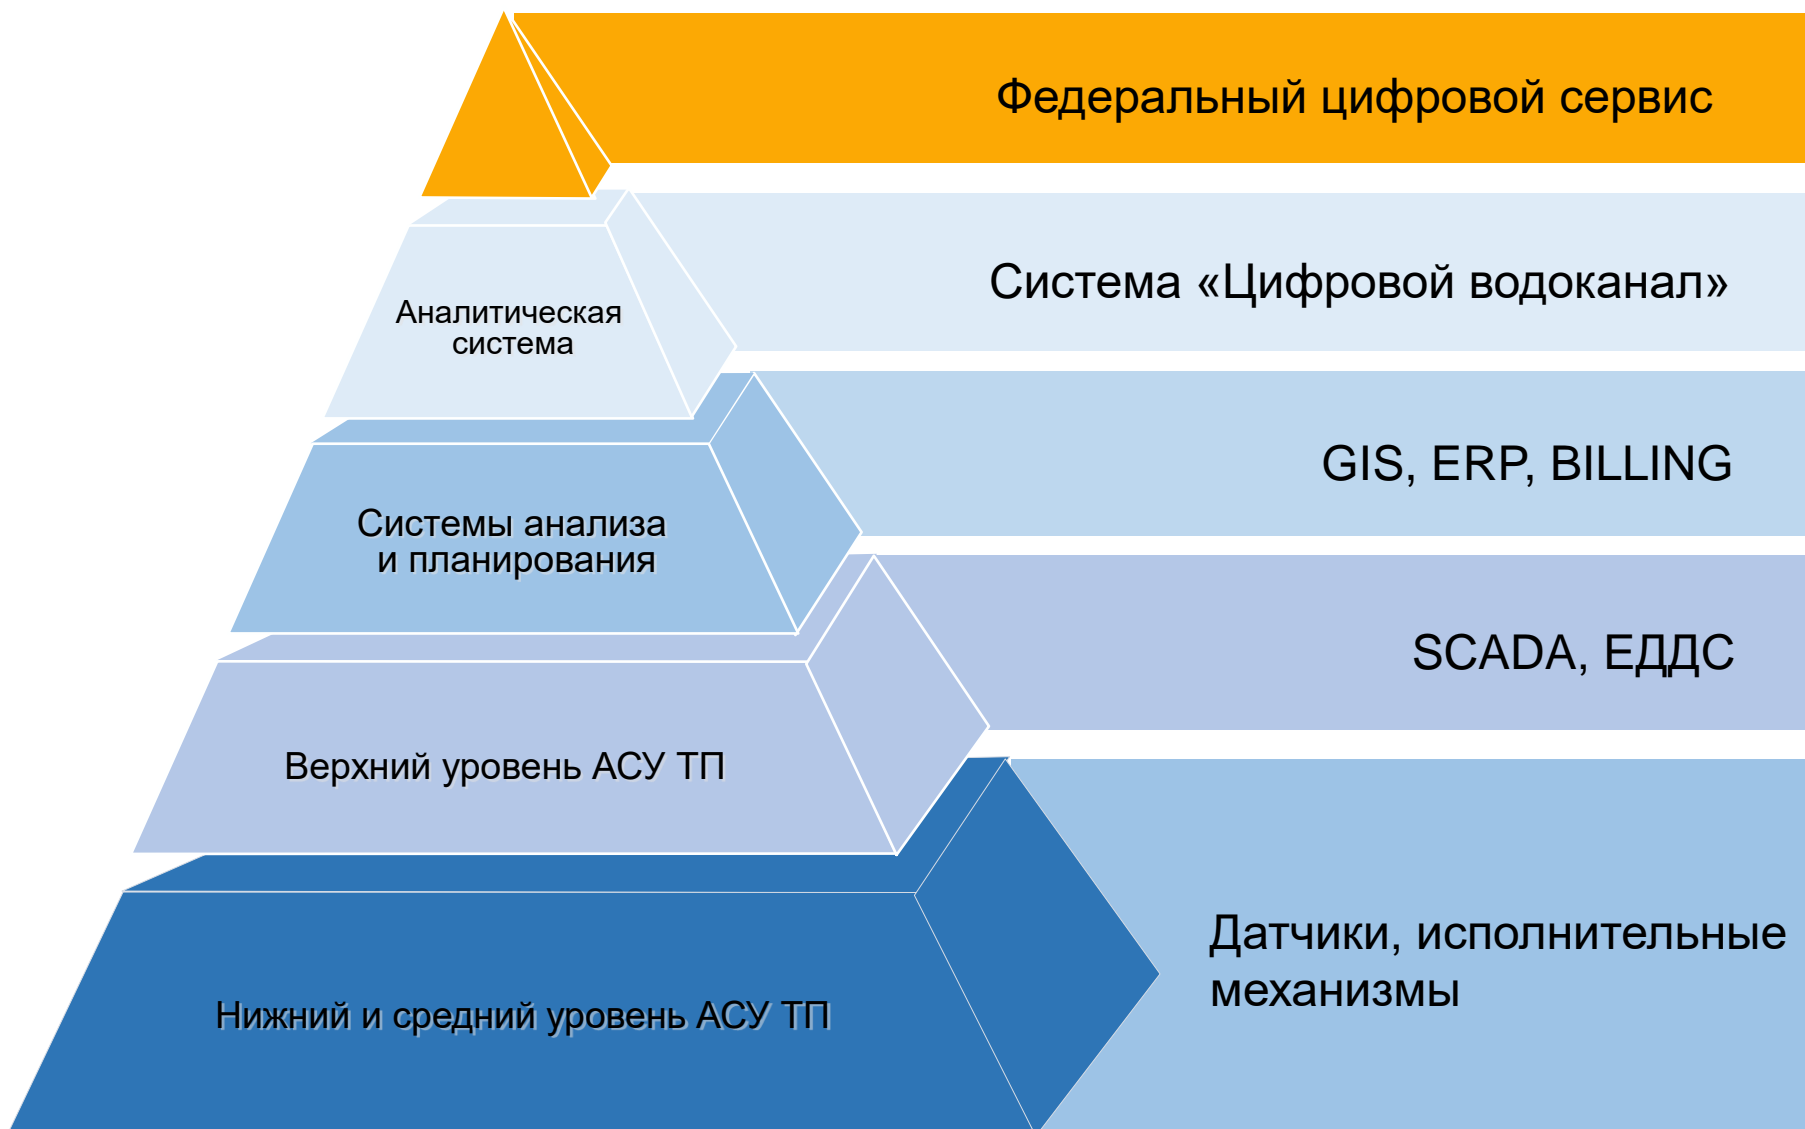 Федеральный цифровой сервис
Аналитическая
система
Система «Цифровой водоканал»
Системы анализа
и планирования
GIS, ERP, BILLING
Верхний уровень АСУ ТП
SCADA, ЕДДС
Нижний и средний уровень АСУ ТП
Датчики, исполнительные
механизмы